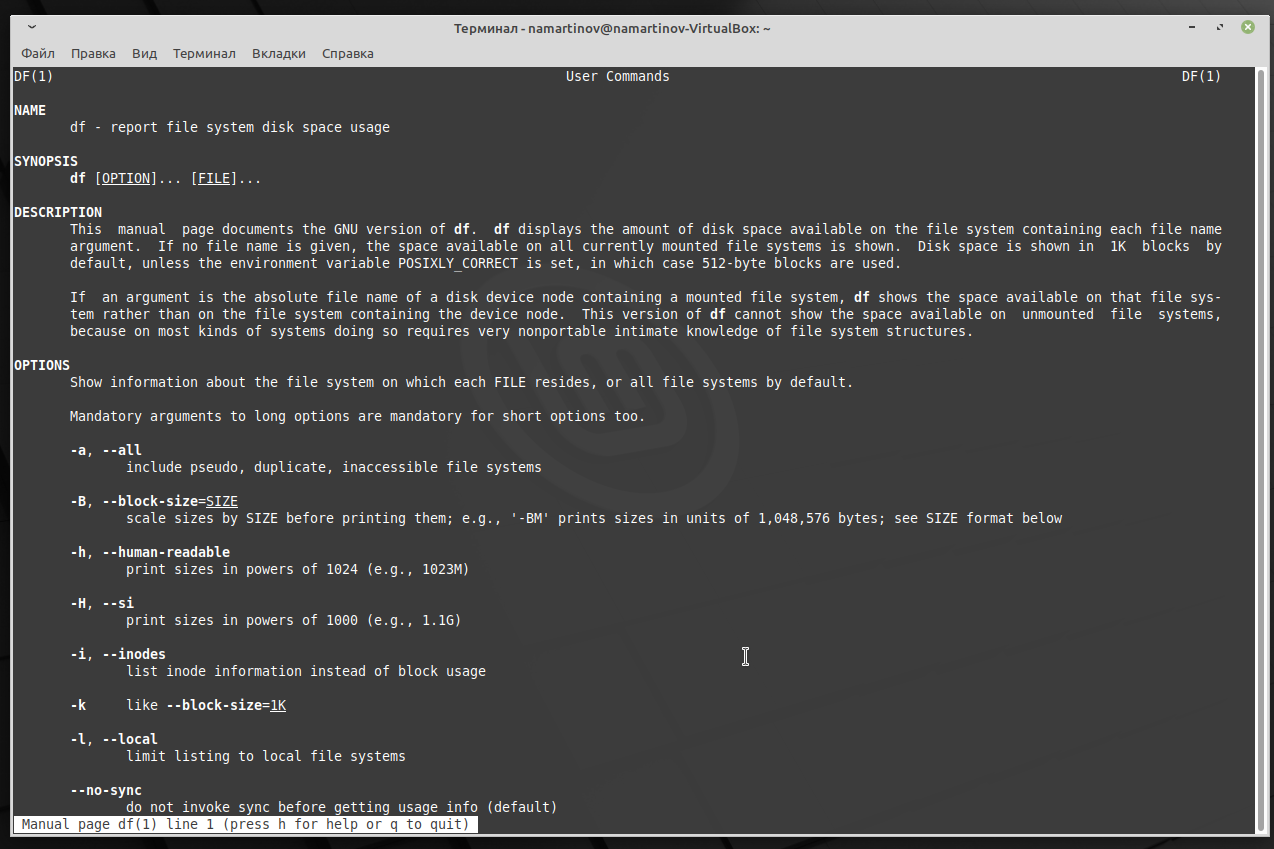 Терминал - namartinov@namartinov-VirtualBox: ~
Файл Правка Вид Терминал Вкладки Справка
DF(1) User Commands DF(1)
NAME
df - report file system disk space usage
SYNOPSIS
df [OPTION]... [FILE]...
DESCRIPTION
This manual page documents the GNU version of df. df displays the amount of disk space available on the file system containing each file name
argument. If no file name is given, the space available on all currently mounted file systems is shown. Disk space is shown in 1K blocks by
default, unless the environment variable POSIXLY_CORRECT is set, in which case 512-byte blocks are used.
If an argument is the absolute file name of a disk device node containing a mounted file system, df shows the space available on that file sys-
tem rather than on the file system containing the device node. This version of df cannot show the space available on unmounted file systems,
because on most kinds of systems doing so requires very nonportable intimate knowledge of file system structures.
OPTIONS
Show information about the file system on which each FILE resides, or all file systems by default.
Mandatory arguments to long options are mandatory for short options too.
-a, --all
include pseudo, duplicate, inaccessible file systems
-B, --block-size=SIZE
scale sizes by SIZE before printing them; e.g., '-BM' prints sizes in units of 1,048,576 bytes; see SIZE format below
-h, --human-readable
print sizes in powers of 1024 (e.g., 1023M)
-H, --si
print sizes in powers of 1000 (e.g., 1.1G)
-i, --inodes
list inode information instead of block usage
-k like --block-size=1K
-l, --local
limit listing to local file systems
--no-sync
do not invoke sync before getting usage info (default)
Manual page df(1) line 1 (press h for help or q to quit)